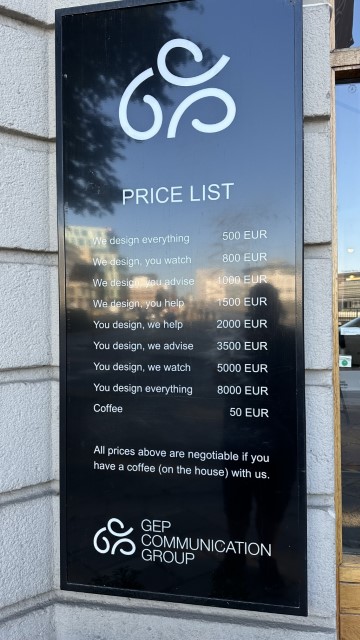 PRICE LIST
We design everything 500 EUR
We design, you watch 800 EUR
We design, you advise 1000 EUR
We design, you help 1500 EUR
You design, we help 2000 EUR
You design, we advise 3500 EUR
You design, we watch 5000 EUR
You design everything 8000 EUR
Coffee 50 EUR
All prices above are negotiable if you
have a coffee (on the house) with us.
GEP
COMMUNICATION
GROUP